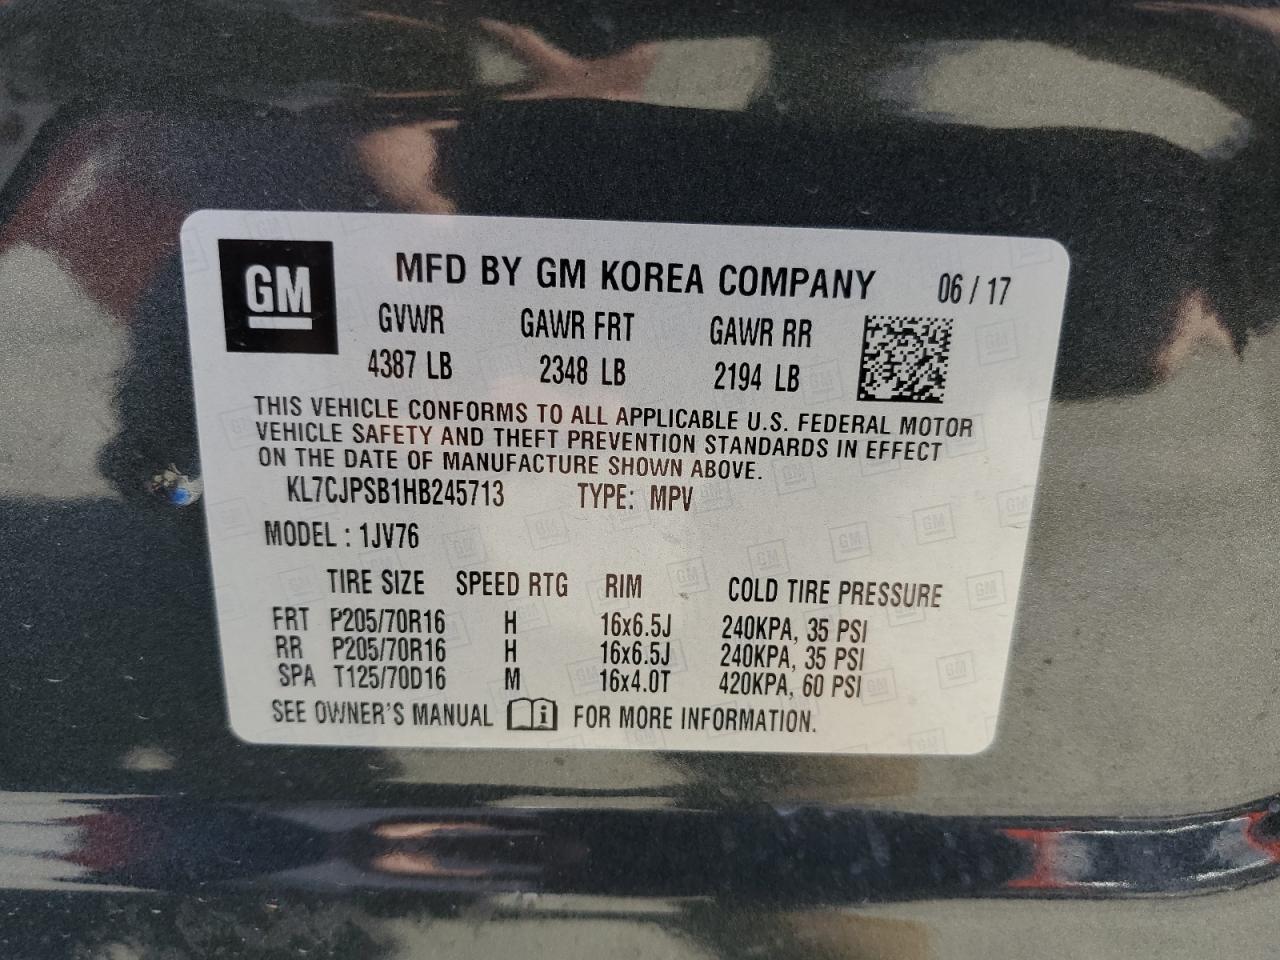 GM
MFD BY GM KOREA COMPANY 06 / 17
GVWR GAWR FRT GAWR RR
4387 LB 2348 LB 2194 LB
THIS VEHICLE CONFORMS TO ALL APPLICABLE U.S. FEDERAL MOTOR
VEHICLE SAFETY AND THEFT PREVENTION STANDARDS IN EFFECT
ON THE DATE OF MANUFACTURE SHOWN ABOVE.
KL7CJPSB1HB245713 TYPE: MPV
MODEL : 1JV76
TIRE SIZE SPEED RTG RIM COLD TIRE PRESSURE
FRT P205/70R16 H 16x6.5J 240KPA, 35 PSI
RR P205/70R16 H 16x6.5J 240KPA, 35 PSI
SPA T125/70D16 M 16x4.0T 420KPA, 60 PSI
SEE OWNER'S MANUAL i FOR MORE INFORMATION.